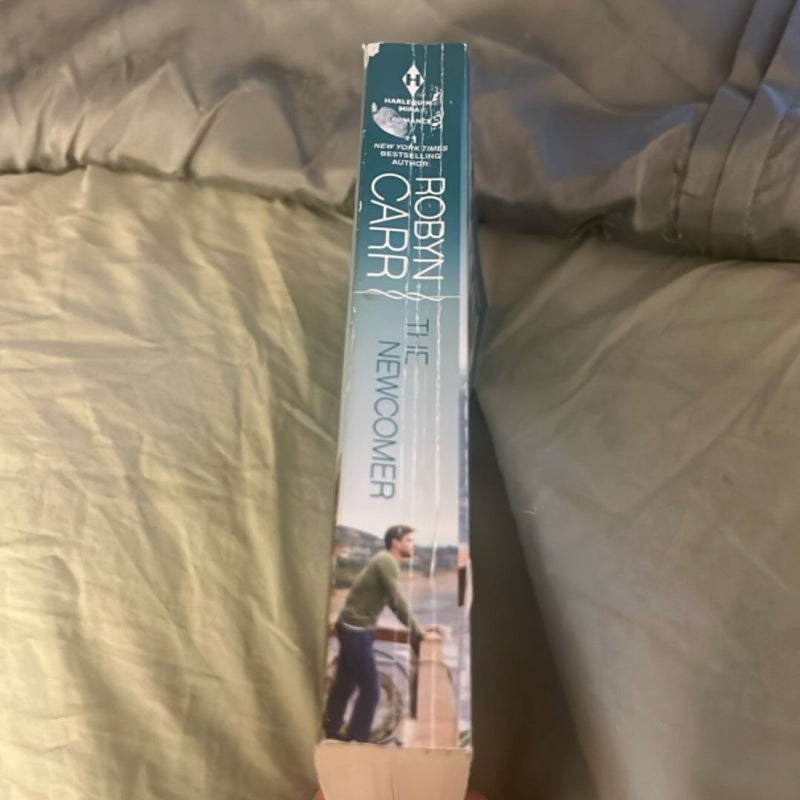 H
HARLEQUIN
MIRA
ROMANCE
#1
NEW YORK TIMES
BESTSELLING
AUTHOR
ROBYN
CARR
THE
NEWCOMER